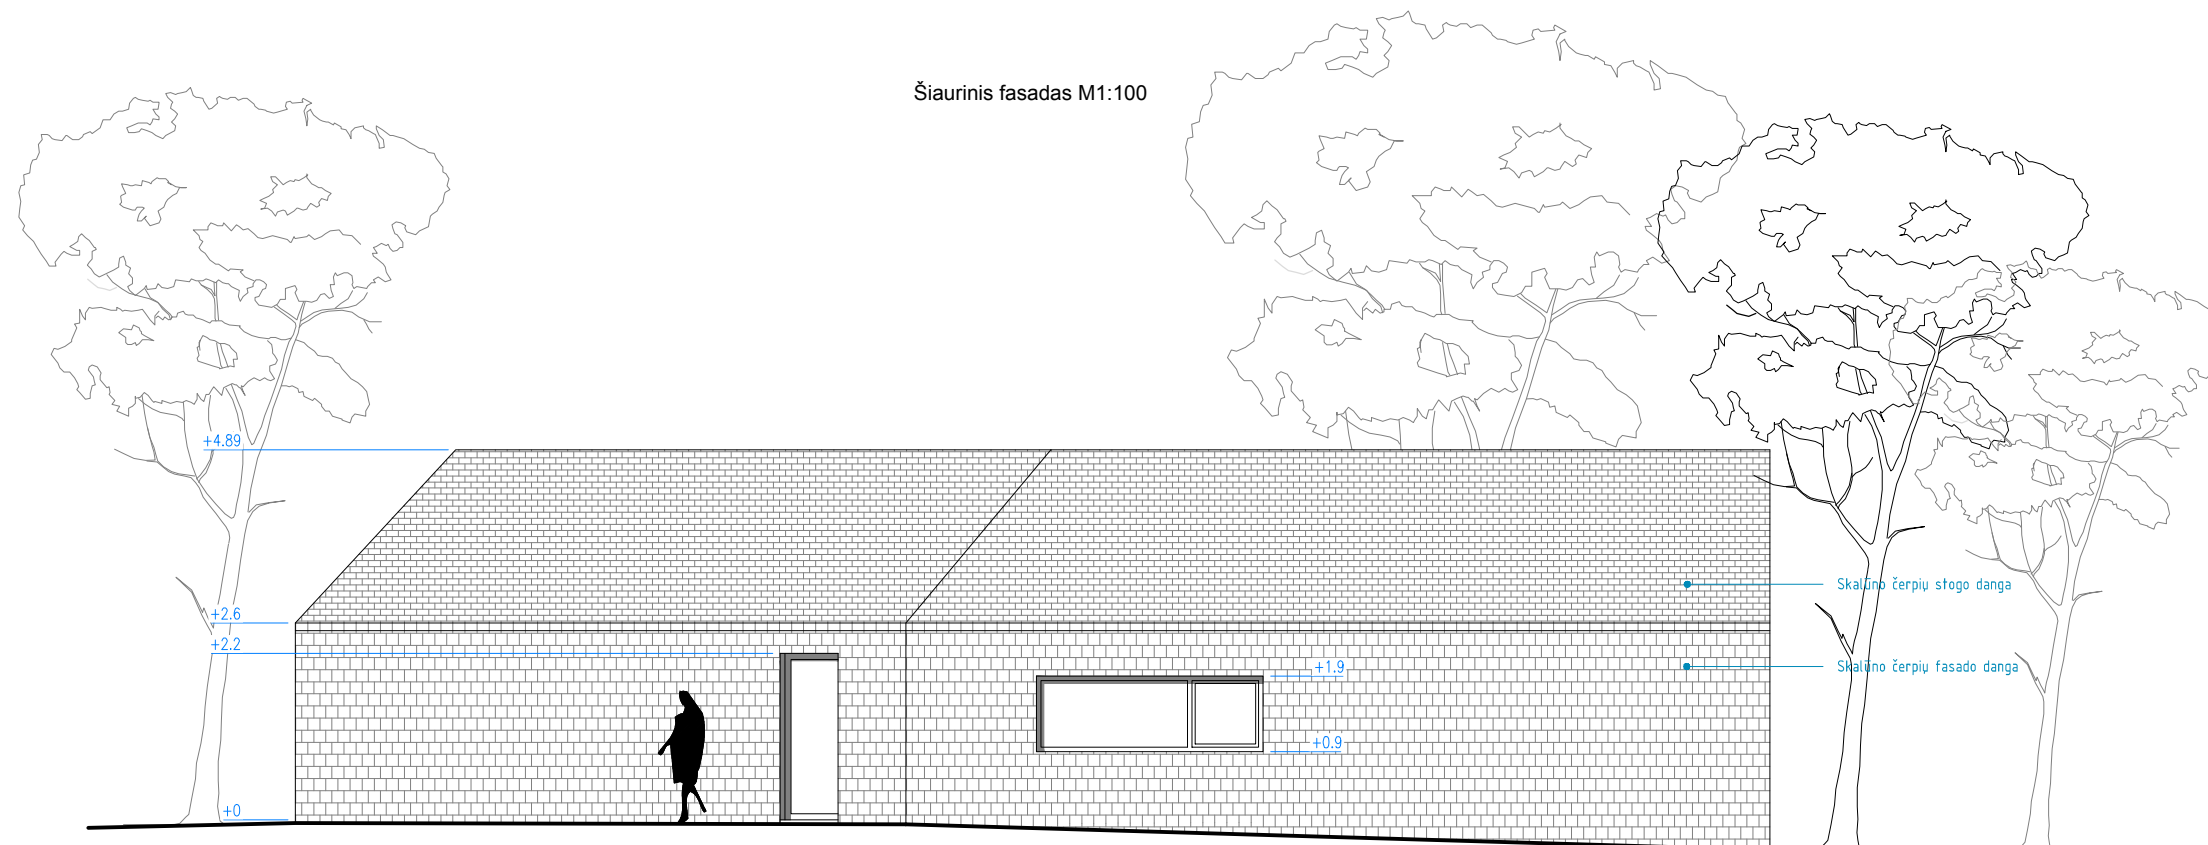 Šiaurinis fasadas M1:100
+4.89
+2.6
+2.2
+1.9
+0.9
+0
Skalūno čerpių stogo danga
Skalūno čerpių fasado danga